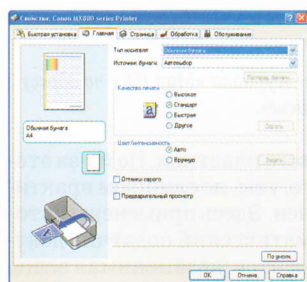 Свойства: Canon MX800 series Printer
Быстрая установка Главная Страница Обработка Обслуживание
Тип носителя: Обычная бумага
Источник бумаги: Автовыбор
Качество печати
Высокое
Стандарт
Быстрая
Другое
Задать
Обычная бумага
A4
Цвет/интенсивность
Авто
Вручную
Задать
Оттенки серого
Предварительный просмотр
По умолч.
OK Отмена Справка